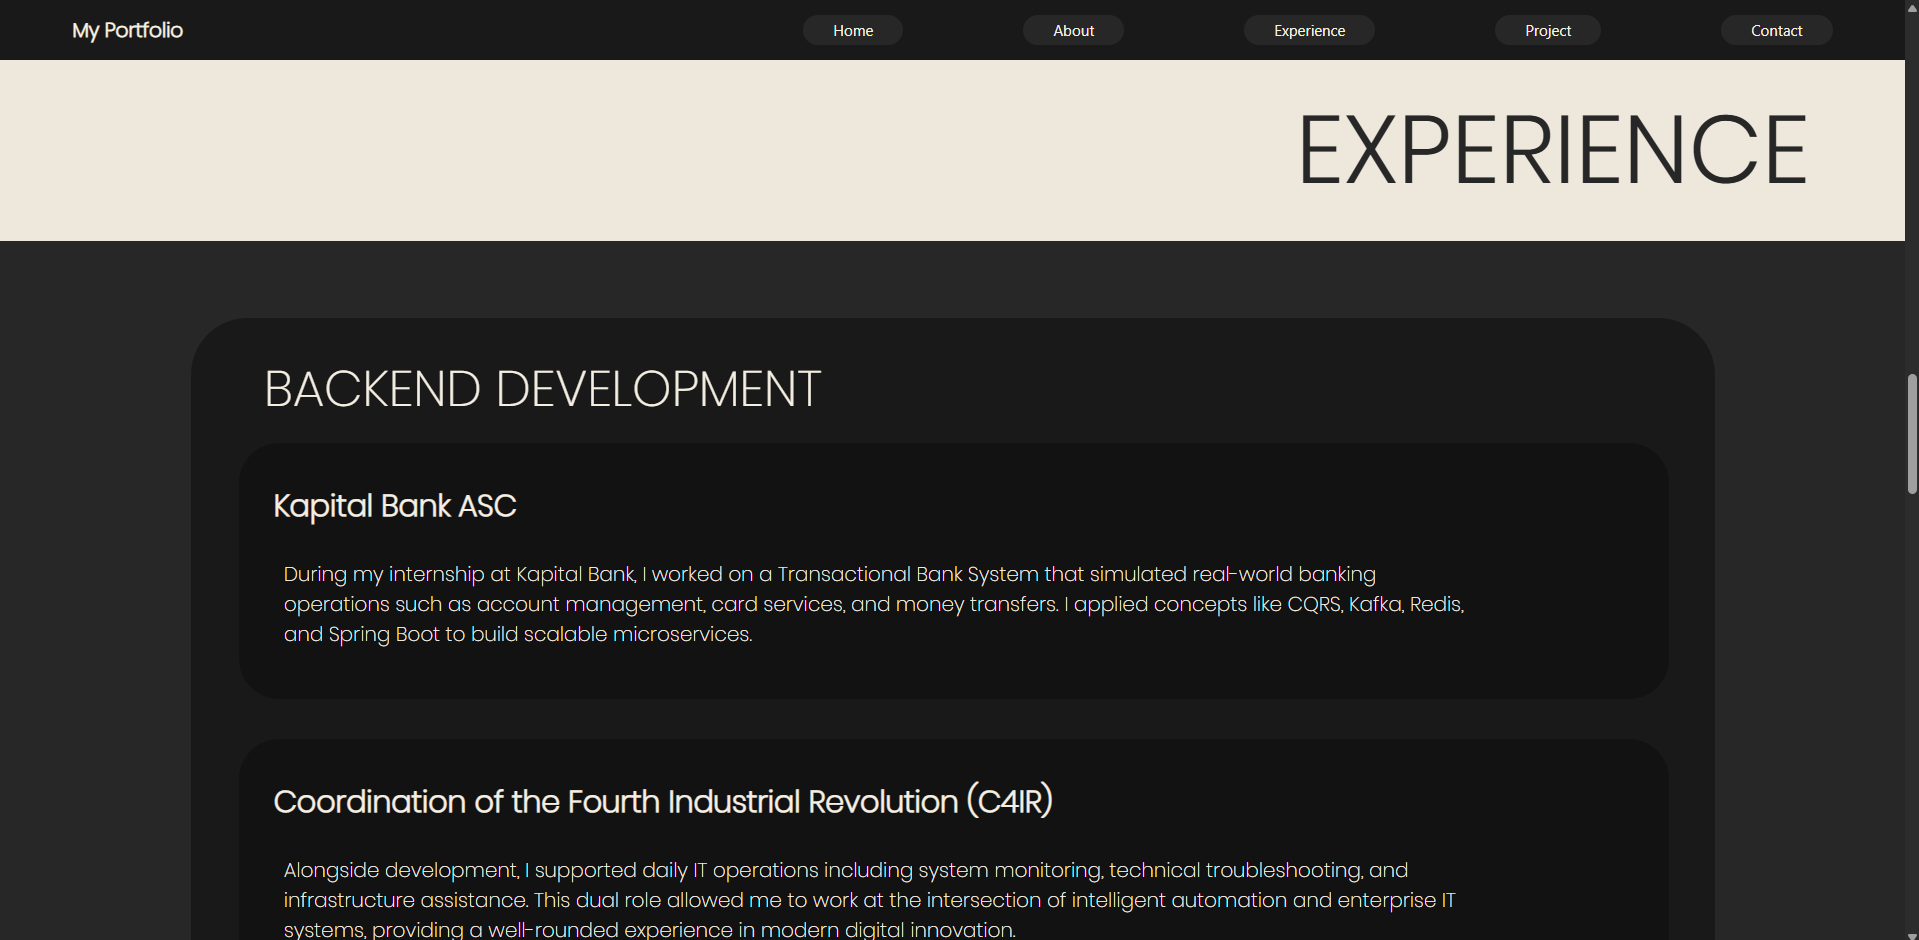 My Portfolio
Home
About
Experience
Project
Contact
EXPERIENCE
BACKEND DEVELOPMENT
Kapital Bank ASC
During my internship at Kapital Bank, I worked on a Transactional Bank System that simulated real-world banking
operations such as account management, card services, and money transfers. I applied concepts like CQRS, Kafka, Redis,
and Spring Boot to build scalable microservices.
Coordination of the Fourth Industrial Revolution (C4IR)
Alongside development, I supported daily IT operations including system monitoring, technical troubleshooting, and
infrastructure assistance. This dual role allowed me to work at the intersection of intelligent automation and enterprise IT
systems, providing a well-rounded experience in modern digital innovation.